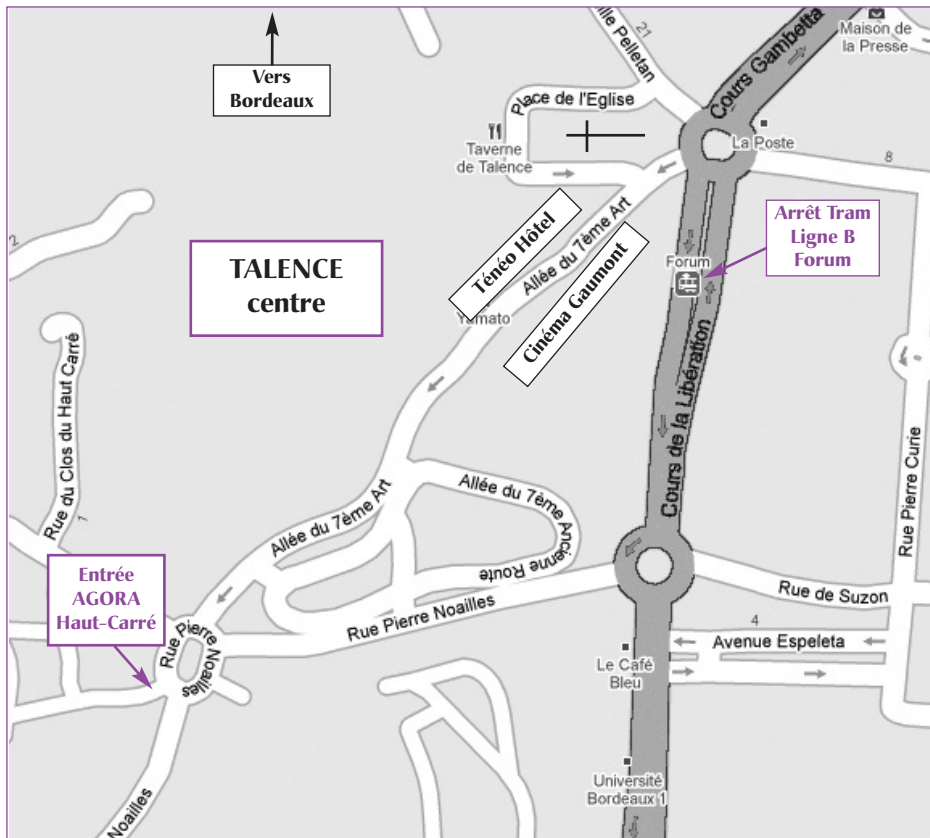 Vers
Bordeaux
21
ille Pelletan
Cours Gambetta
Maison de
la Presse
Place de l'Eglise
Taverne
de Talence
La Poste
8
Ténéo Hôtel
Allée du 7ème Art
Cinéma Gaumont
Yamato
Arrêt Tram
Ligne B
Forum
Forum
2
TALENCE
centre
Cours de la Libération
Rue du Clos du Haut Carré
1
Rue Pierre Curie
Allée du 7ème Art
Allée du 7ème Art
Ancienne Route
Entrée
AGORA
Haut-Carré
Rue Pierre
Noailles
Rue Pierre Noailles
Rue de Suzon
4
Avenue Espeleta
Le Café
Bleu
Université
Bordeaux 1
Noailles